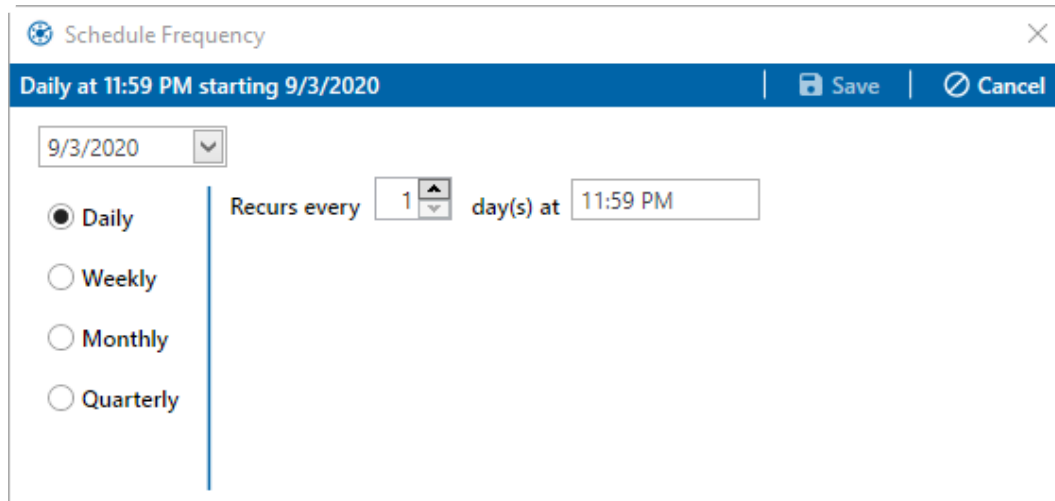 Schedule Frequency
Daily at 11:59 PM starting 9/3/2020 Save Cancel
9/3/2020
Daily Recurs every 1 day(s) at 11:59 PM
Weekly
Monthly
Quarterly